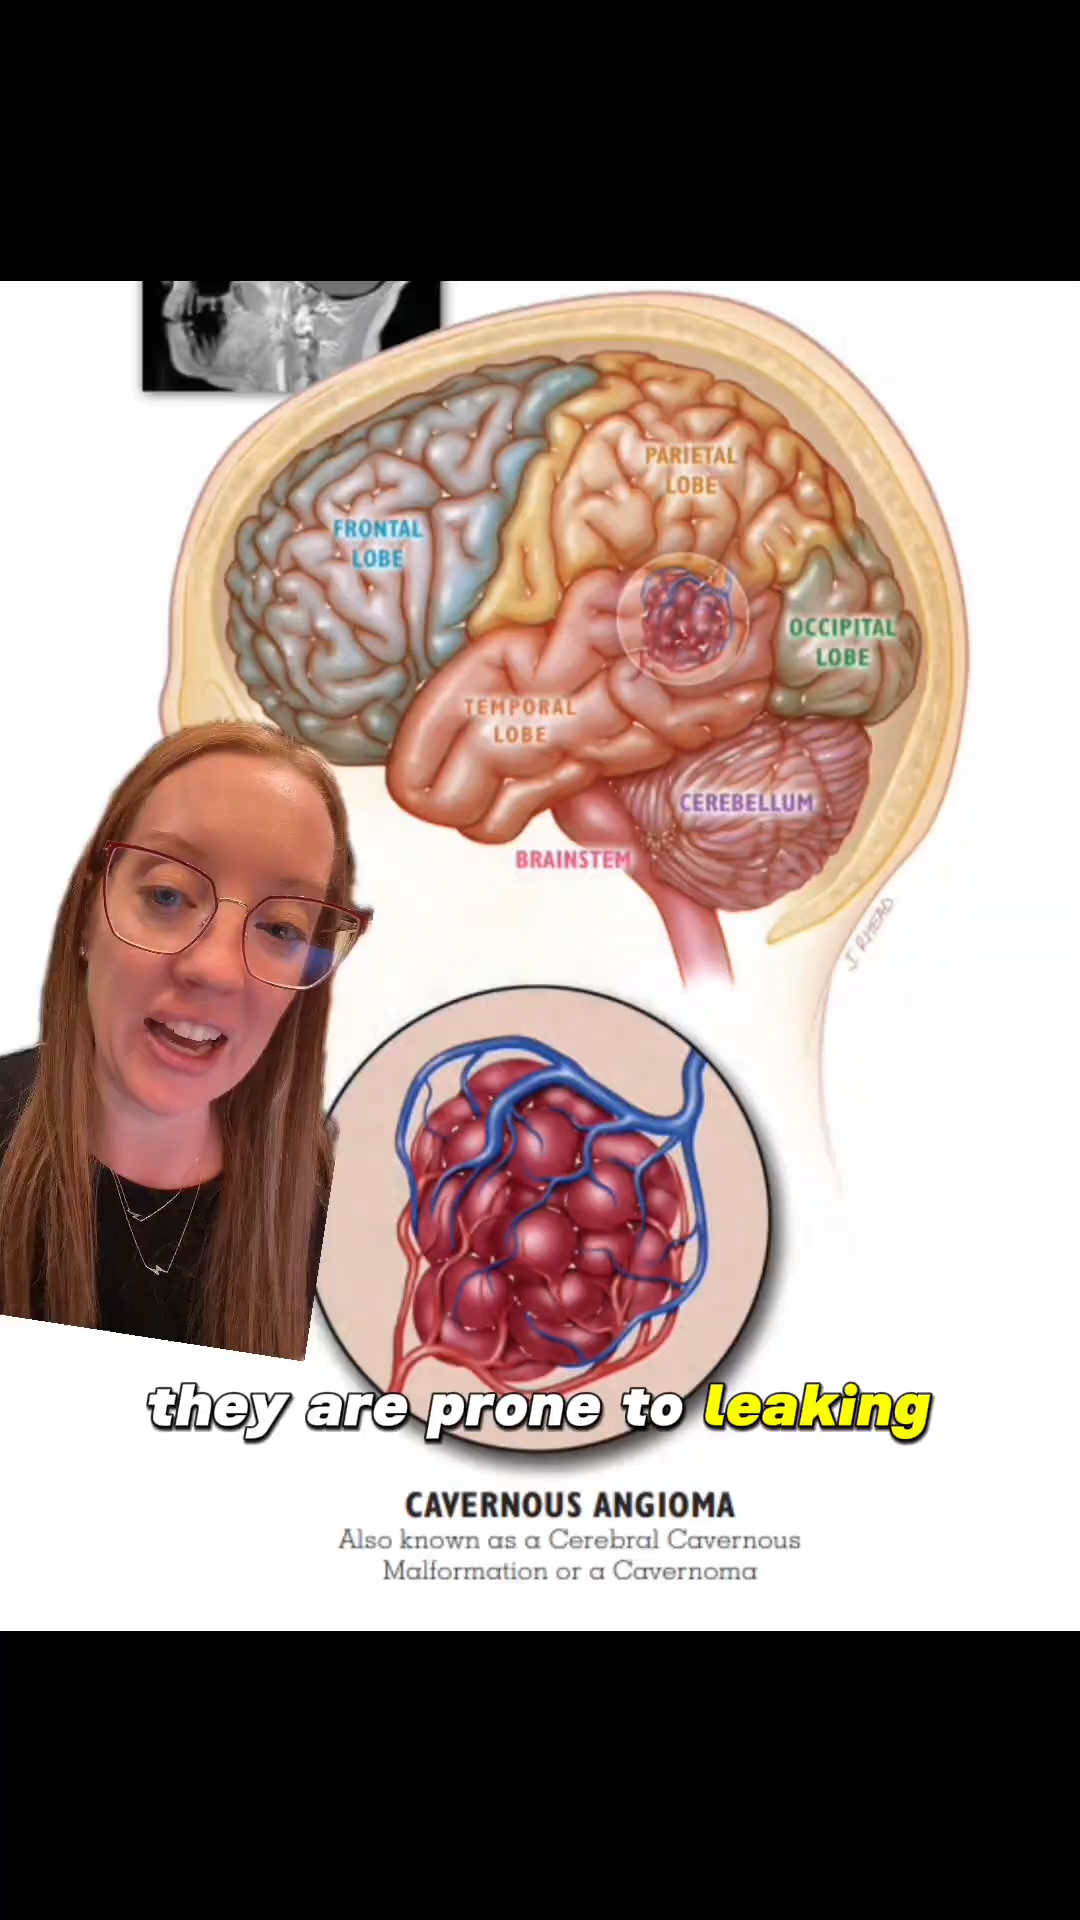 PARIETAL
LOBE
FRONTAL
LOBE
OCCIPITAL
LOBE
TEMPORAL
LOBE
CEREBELLUM
BRAINSTEM
J. RHEAD
they are prone to leaking
CAVERNOUS ANGIOMA
Also known as a Cerebral Cavernous
Malformation or a Cavernoma